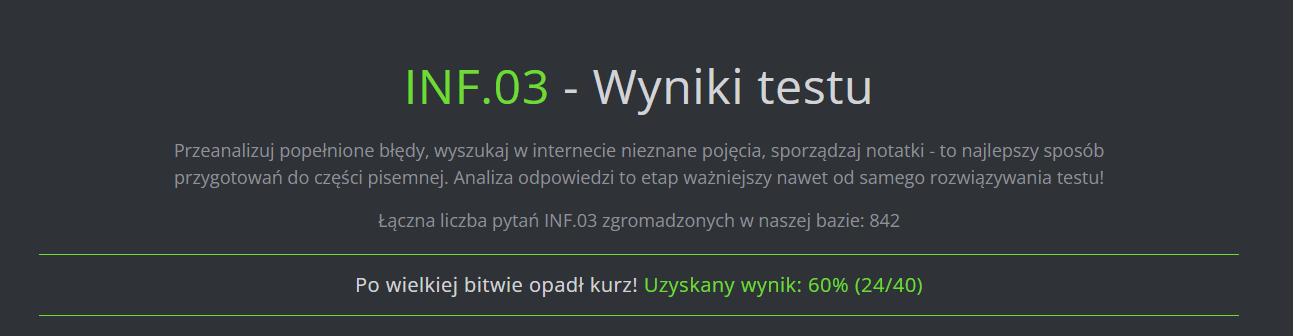 INF.03 - Wyniki testu
Przeanalizuj popełnione błędy, wyszukaj w internecie nieznane pojęcia, sporządzaj notatki - to najlepszy sposób
przygotowań do części pisemnej. Analiza odpowiedzi to etap ważniejszy nawet od samego rozwiązywania testu!
Łączna liczba pytań INF.03 zgromadzonych w naszej bazie: 842
Po wielkiej bitwie opadł kurz! Uzyskany wynik: 60% (24/40)